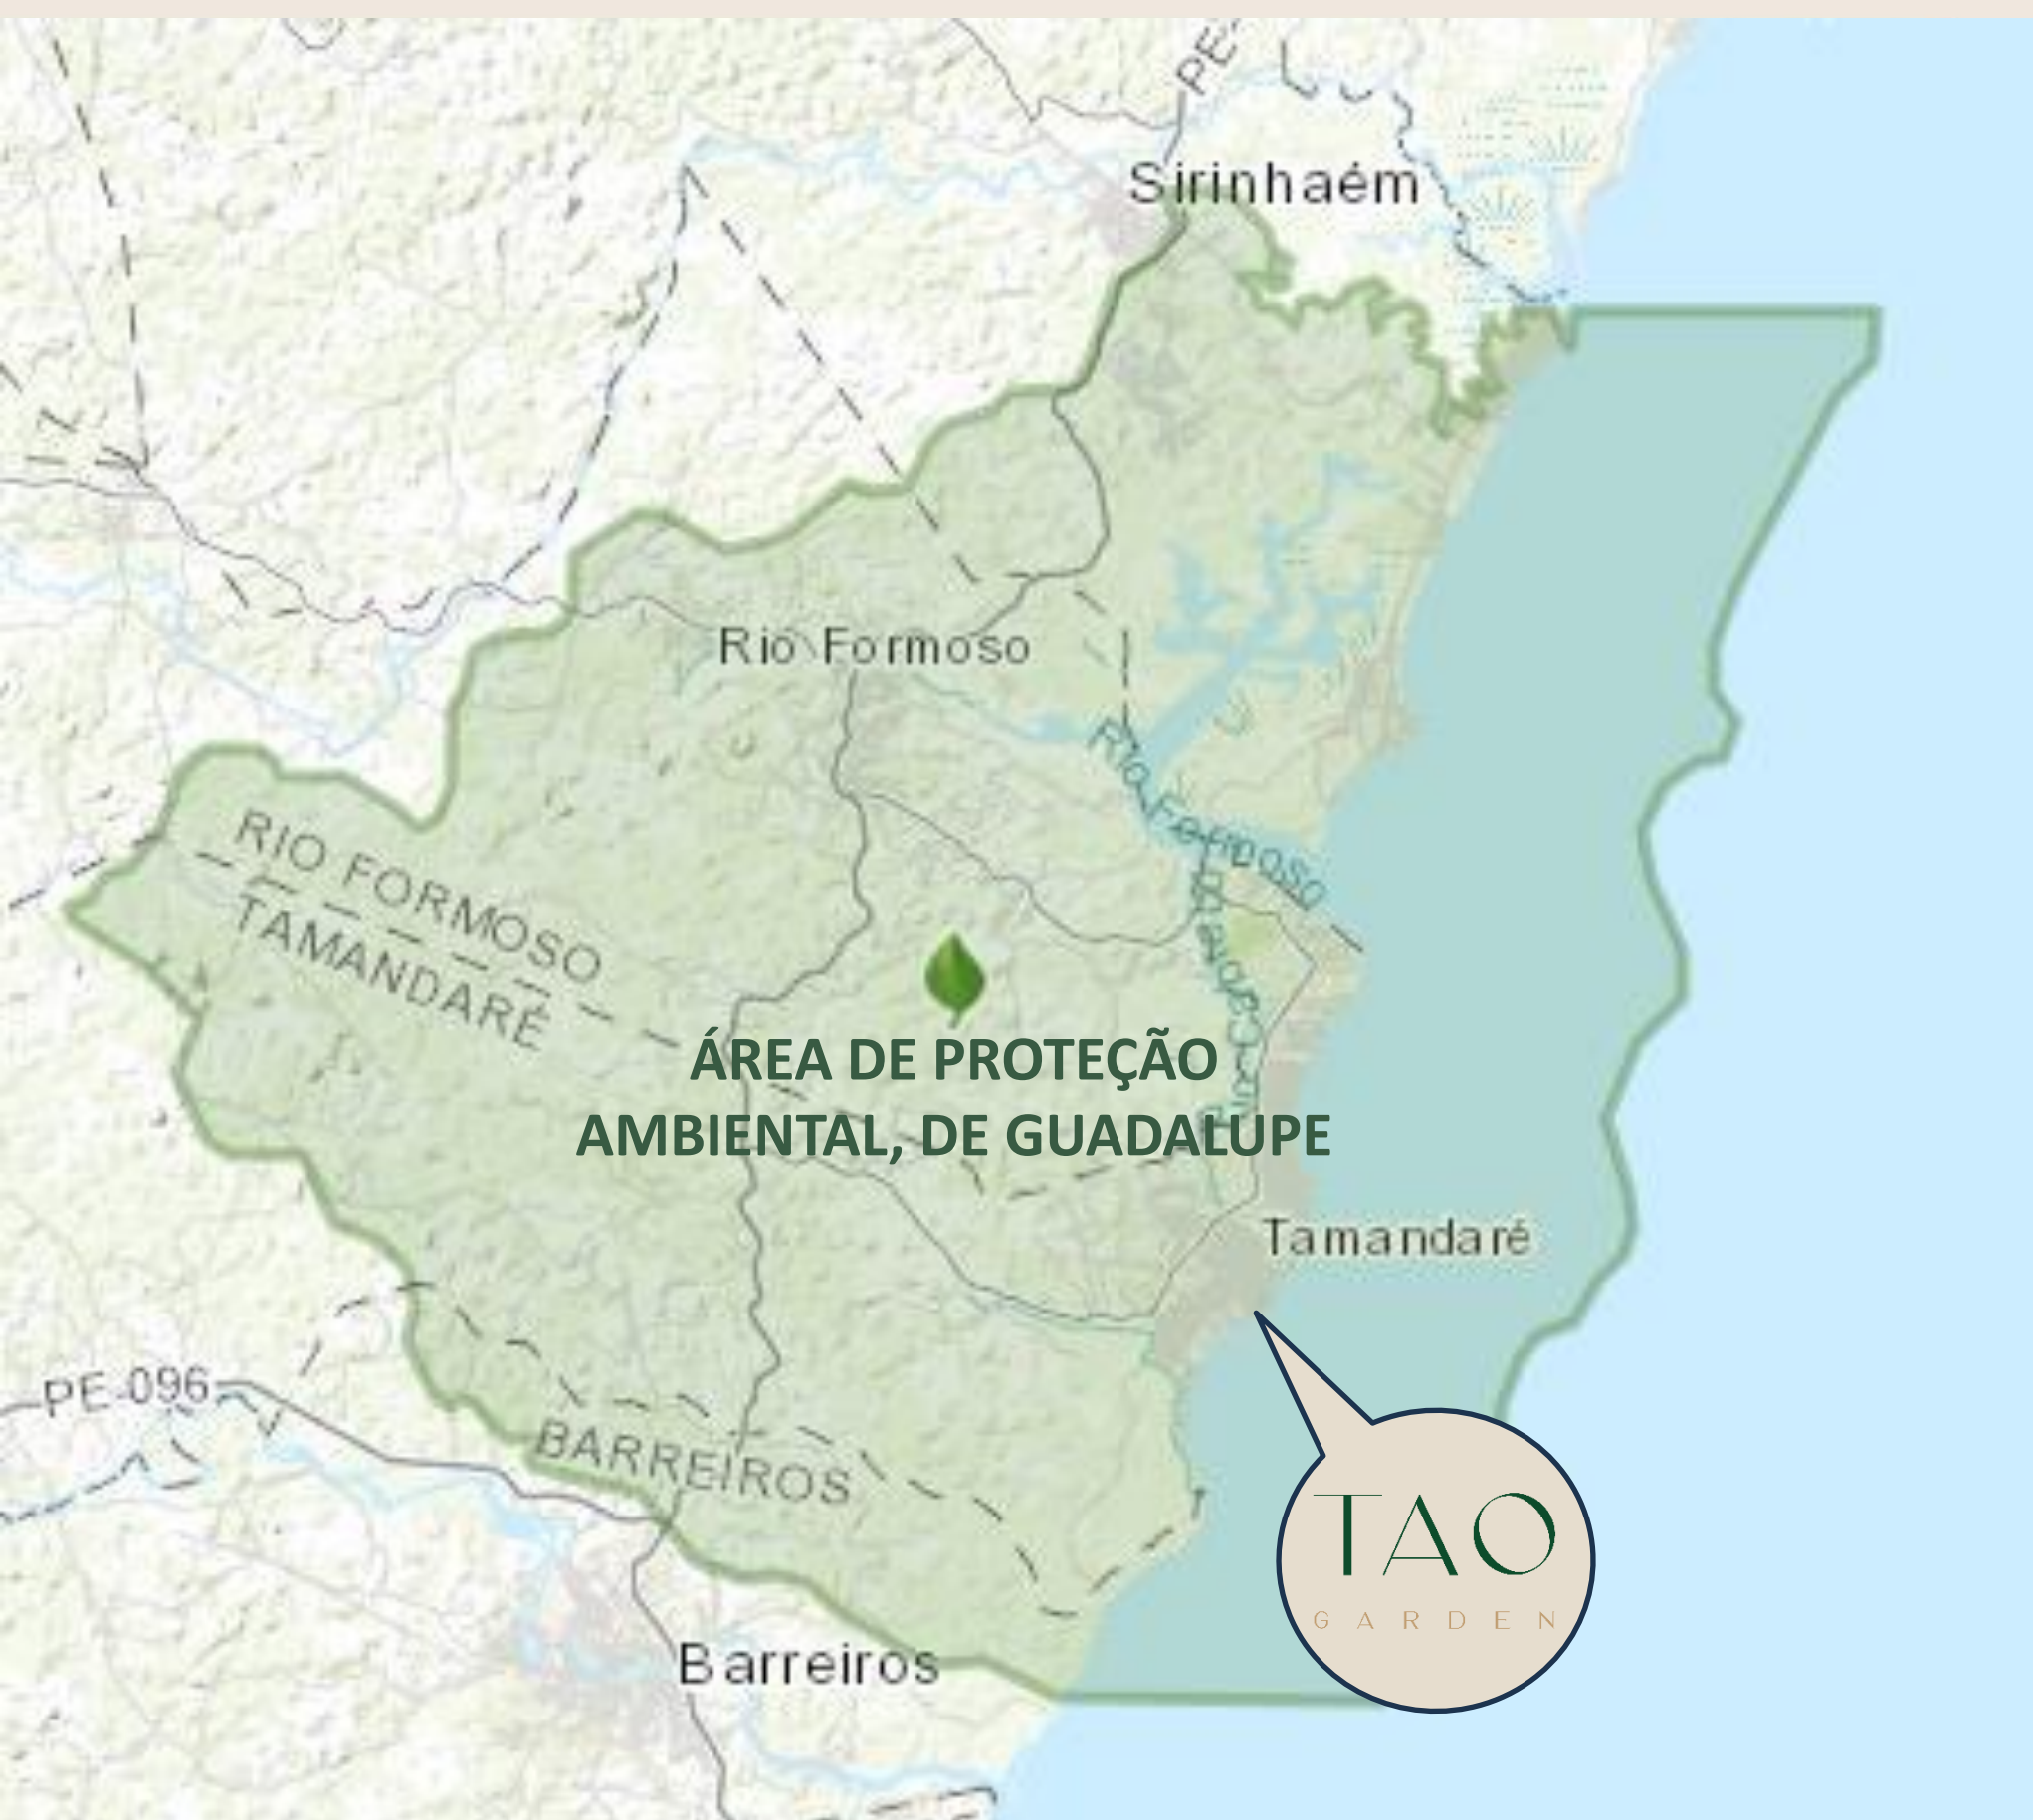 PE-
Sirinhaém
Rio Formoso
Rio Formoso
RIO FORMOSO
TAMANDARÉ
ÁREA DE PROTEÇÃO
AMBIENTAL, DE GUADALUPE
Tamandaré
PE-096
BARREIROS
TAO
GARDEN
Barreiros